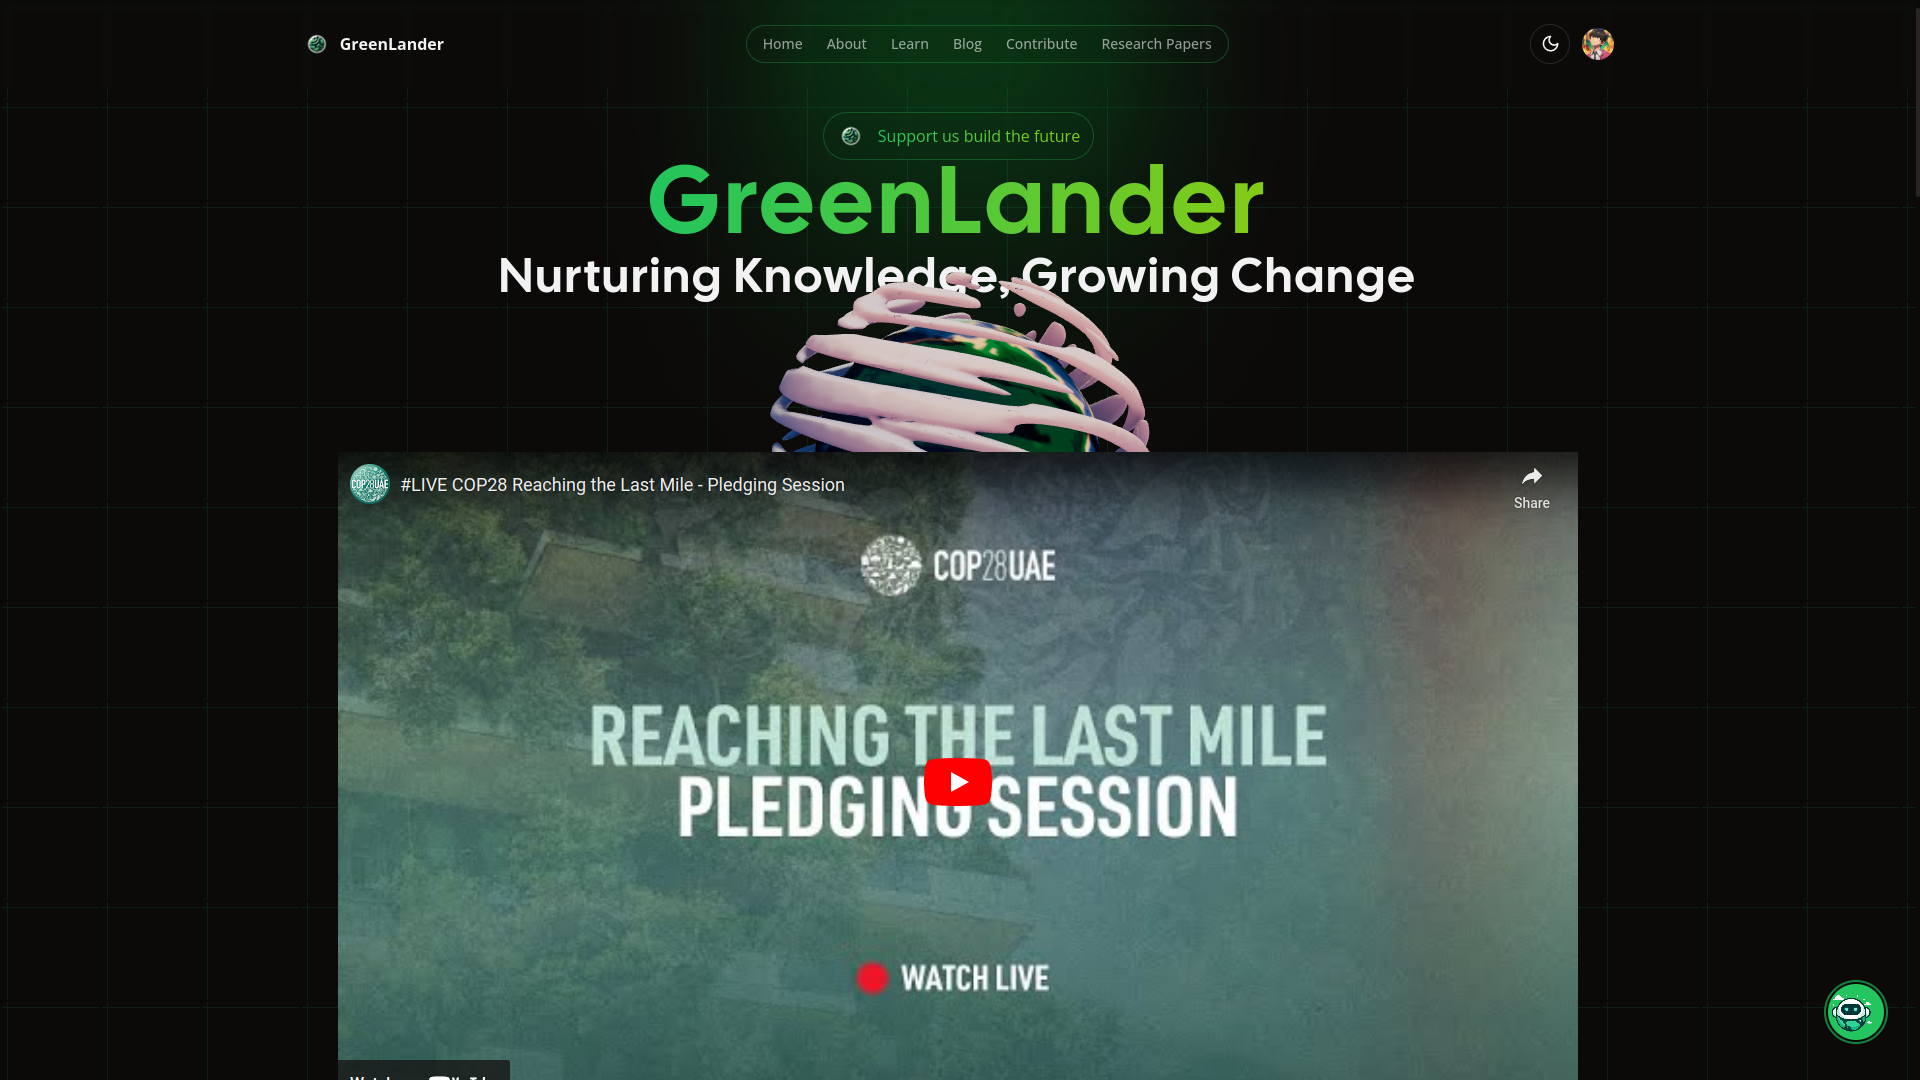 GreenLander
Home About Learn Blog Contribute Research Papers
Support us build the future
GreenLander
Nurturing Knowledge, Growing Change
COP28UAE
#LIVE COP28 Reaching the Last Mile - Pledging Session
Share
COP28UAE
REACHING THE LAST MILE
PLEDGING SESSION
WATCH LIVE